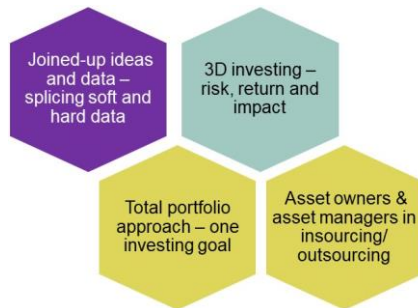 Joined-up ideas
and data –
splicing soft and
hard data
3D investing –
risk, return and
impact
Total portfolio
approach – one
investing goal
Asset owners &
asset managers in
insourcing/
outsourcing